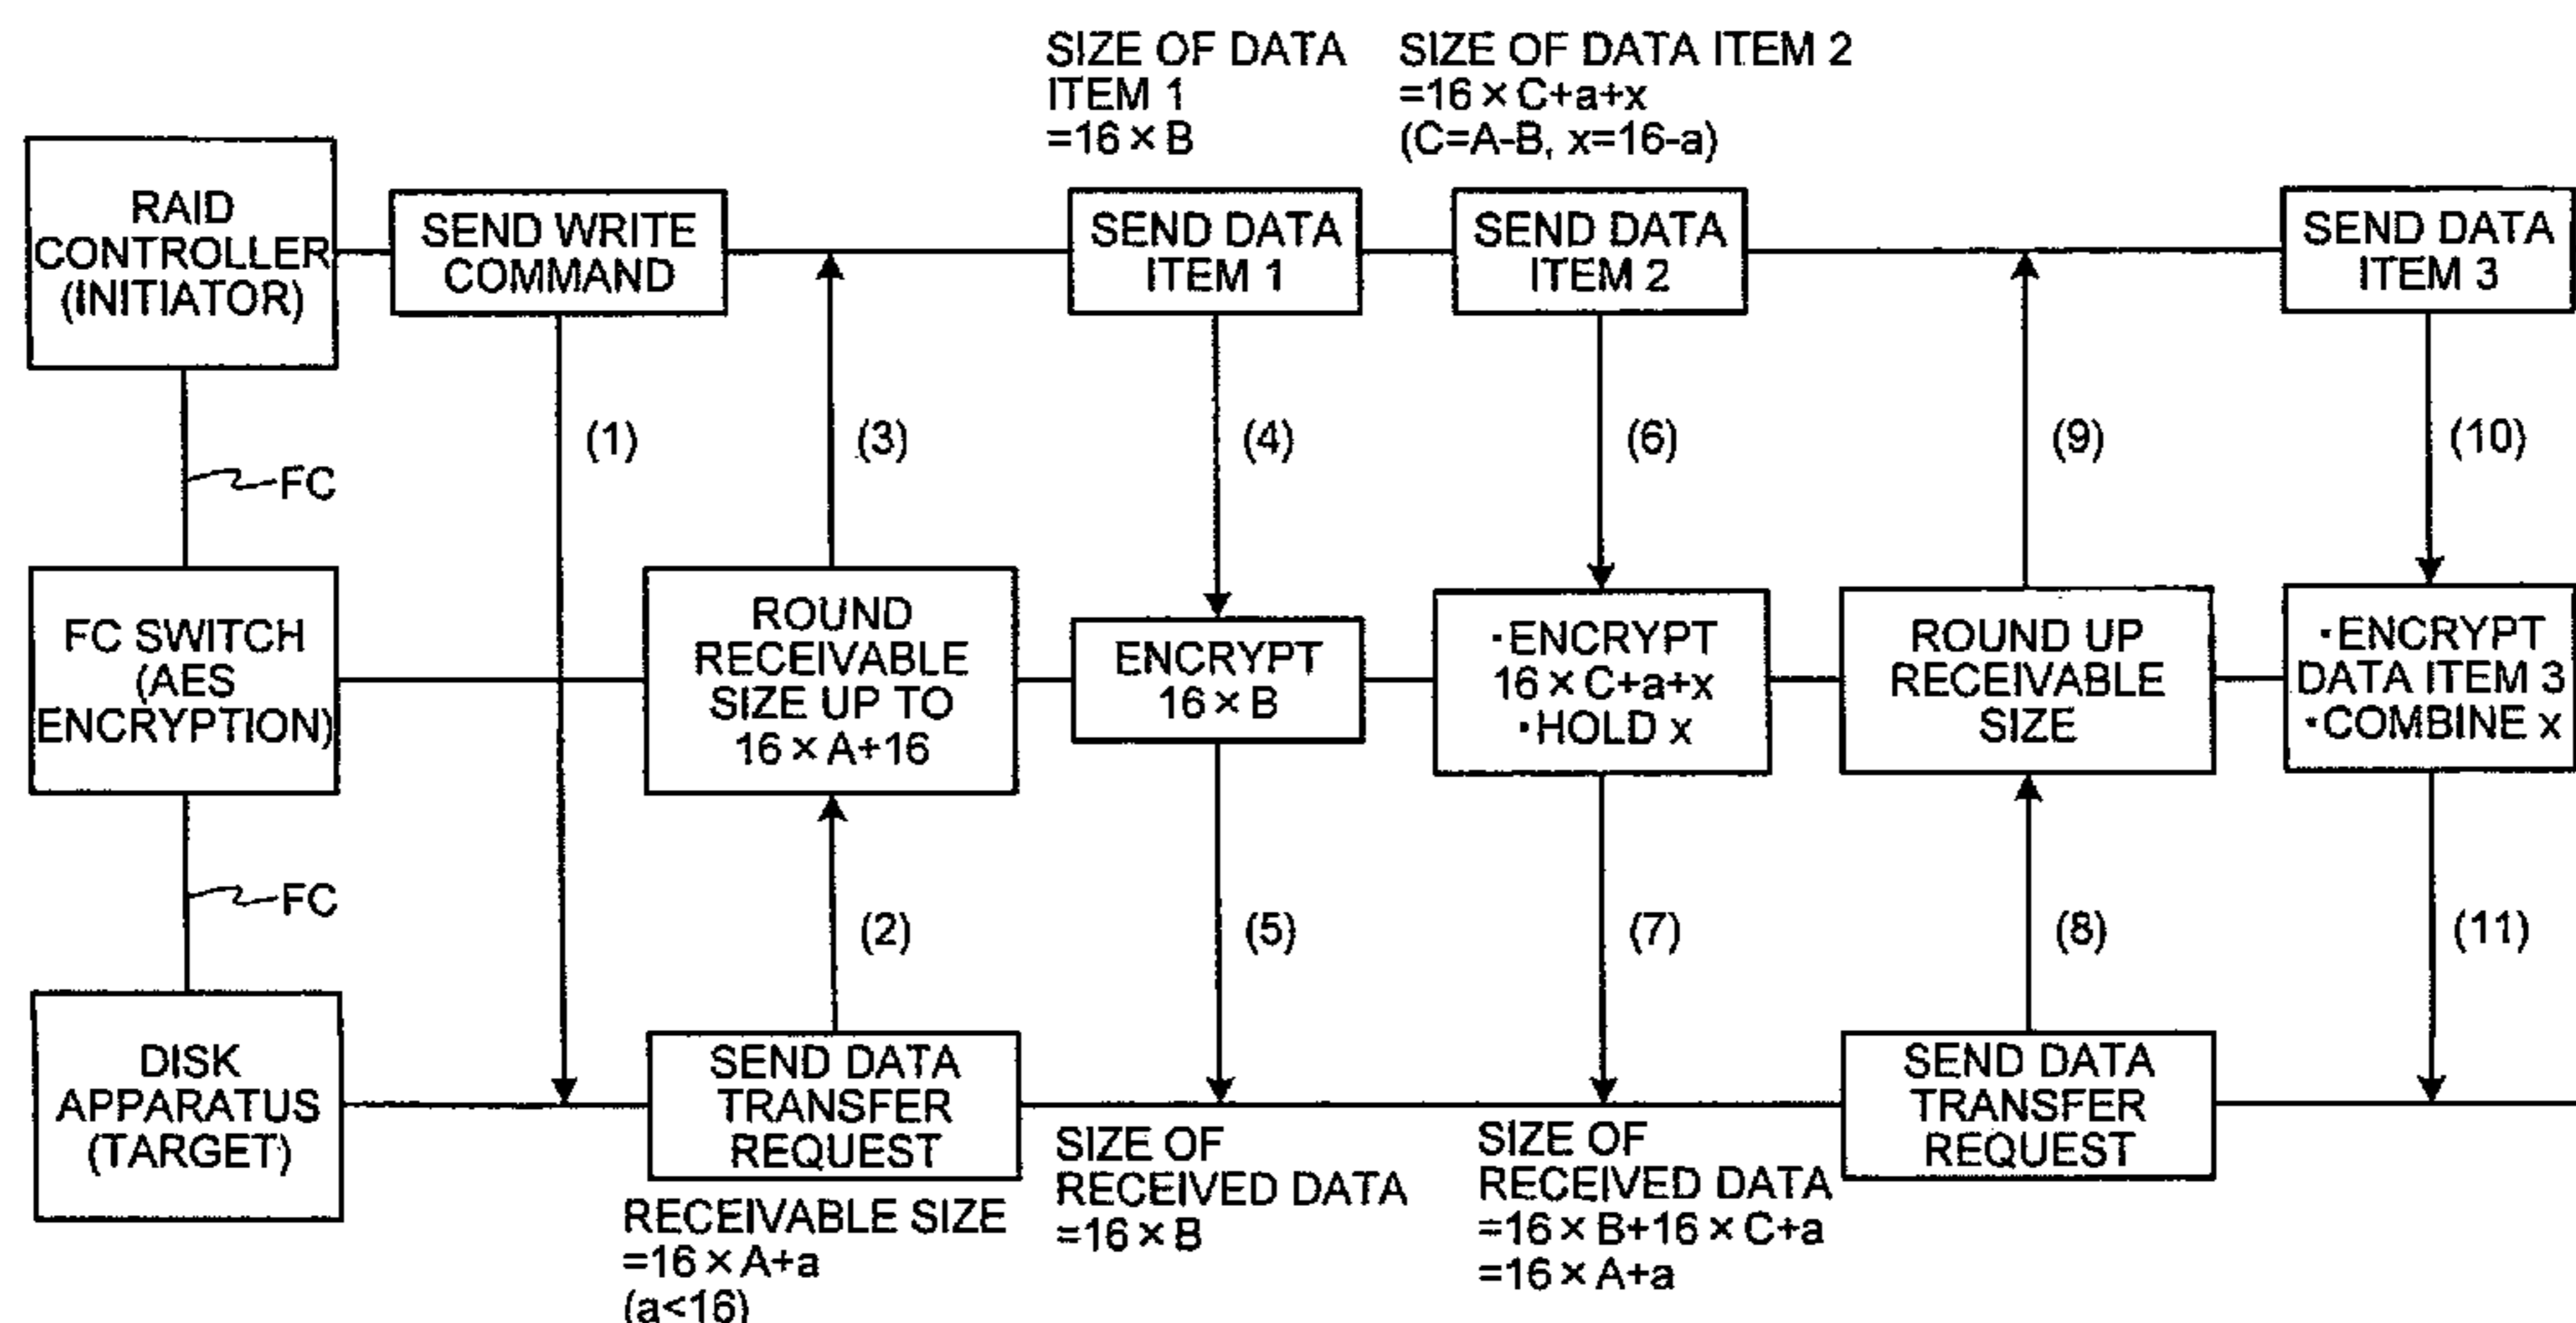 SIZE OF DATA
ITEM 1
=16×B
SIZE OF DATA ITEM 2
=16×C+a+x
(C=A-B, x=16-a)
RAID
CONTROLLER
(INITIATOR)
SEND WRITE
COMMAND
SEND DATA
ITEM 1
SEND DATA
ITEM 2
SEND DATA
ITEM 3
FC
(1)
(3)
(4)
(6)
(9)
(10)
FC SWITCH
(AES
ENCRYPTION)
ROUND
RECEIVABLE
SIZE UP TO
16×A+16
ENCRYPT
16×B
・ENCRYPT
16×C+a+x
・HOLD x
ROUND UP
RECEIVABLE
SIZE
・ENCRYPT
DATA ITEM 3
・COMBINE x
FC
(2)
(5)
(7)
(8)
(11)
DISK
APPARATUS
(TARGET)
SEND DATA
TRANSFER
REQUEST
RECEIVABLE SIZE
=16×A+a
(a<16)
SIZE OF
RECEIVED DATA
=16×B
SIZE OF
RECEIVED DATA
=16×B+16×C+a
=16×A+a
SEND DATA
TRANSFER
REQUEST